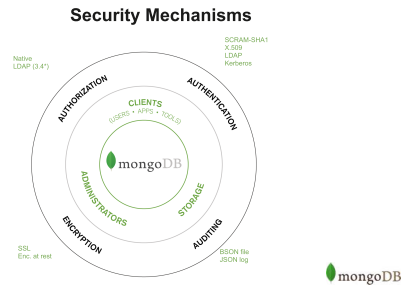 Security Mechanisms
SCRAM-SHA1
X.509
LDAP
Kerberos
Native
LDAP (3.4*)
AUTHORIZATION
AUTHENTICATION
CLIENTS
(USERS • APPS • TOOLS)
mongoDB
ADMINISTRATORS
STORAGE
ENCRYPTION
AUDITING
SSL
Enc. at rest
BSON file
JSON log
mongoDB